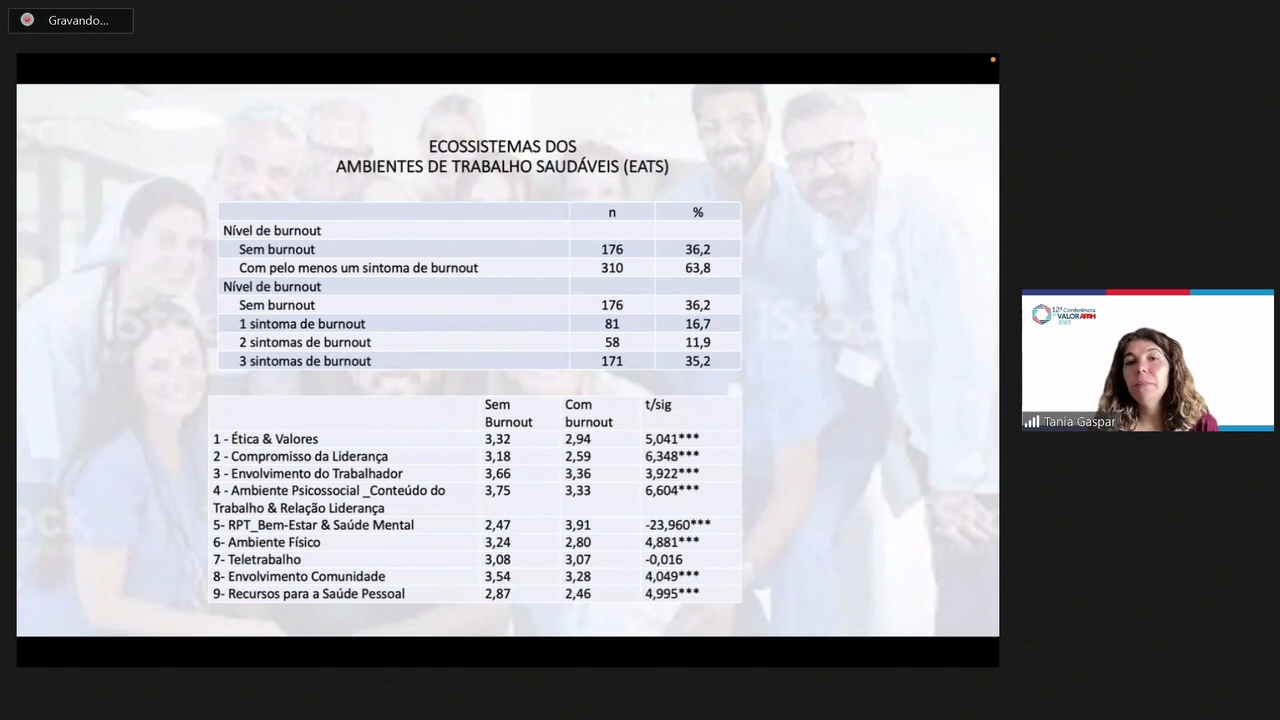 Gravando...
ECOSSISTEMAS DOS
AMBIENTES DE TRABALHO SAUDÁVEIS (EATS)
n %
Nível de burnout
Sem burnout 176 36,2
Com pelo menos um sintoma de burnout 310 63,8
Nível de burnout
Sem burnout 176 36,2
1 sintoma de burnout 81 16,7
2 sintomas de burnout 58 11,9
3 sintomas de burnout 171 35,2
Sem Com t/sig
Burnout burnout
1 - Ética & Valores 3,32 2,94 5,041***
2 - Compromisso da Liderança 3,18 2,59 6,348***
3 - Envolvimento do Trabalhador 3,66 3,36 3,922***
4 - Ambiente Psicossocial _Conteúdo do 3,75 3,33 6,604***
Trabalho & Relação Liderança
5- RPT_Bem-Estar & Saúde Mental 2,47 3,91 -23,960***
6- Ambiente Físico 3,24 2,80 4,881***
7- Teletrabalho 3,08 3,07 -0,016
8- Envolvimento Comunidade 3,54 3,28 4,049***
9- Recursos para a Saúde Pessoal 2,87 2,46 4,995***
12ª Conferência
VALOR APAH
2023
Tania Gaspar